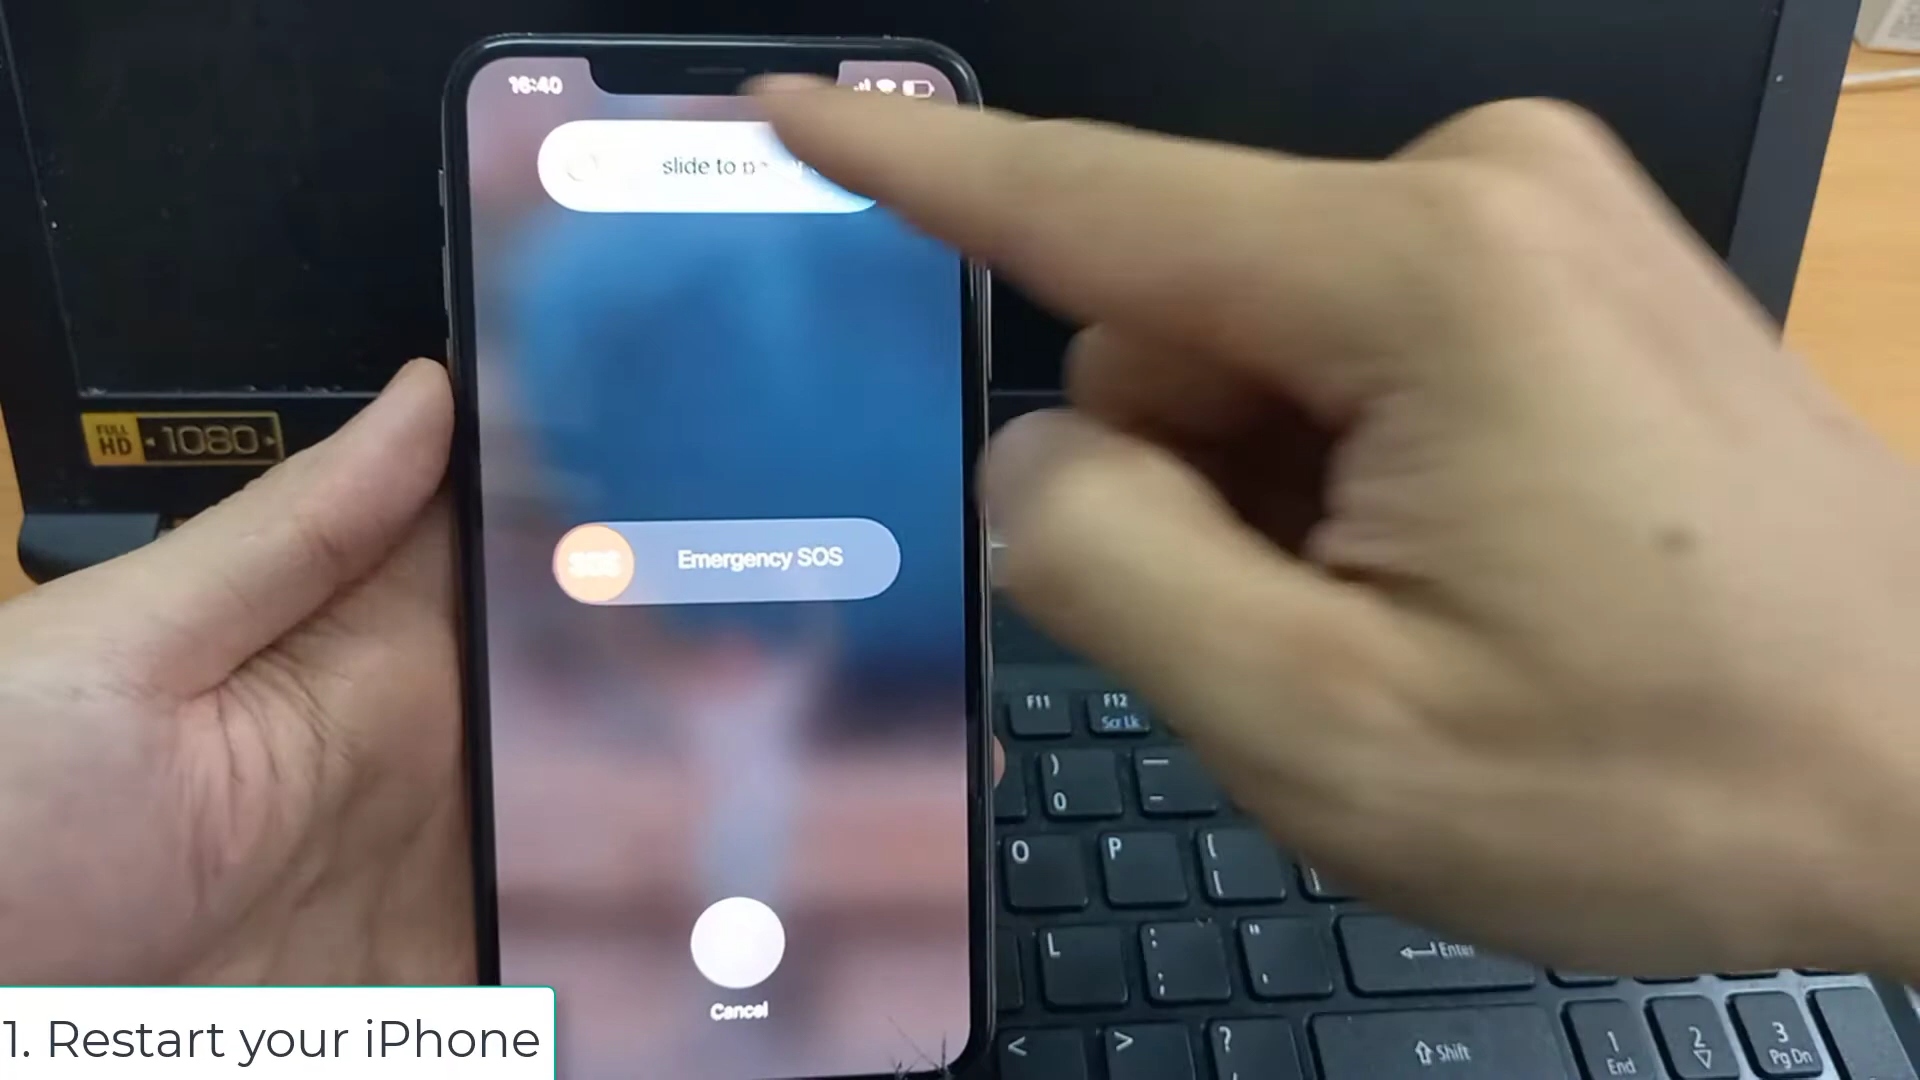 16:40
slide to
SOS
Emergency SOS
Cancel
FULL
HD
1080
F11
F12
Scr Lk
)
0
—
-
O
P
{
[
L
:
;
"
'
Enter
<
>
?
Shift
1
End
2
3
Pg Dn
1. Restart your iPhone